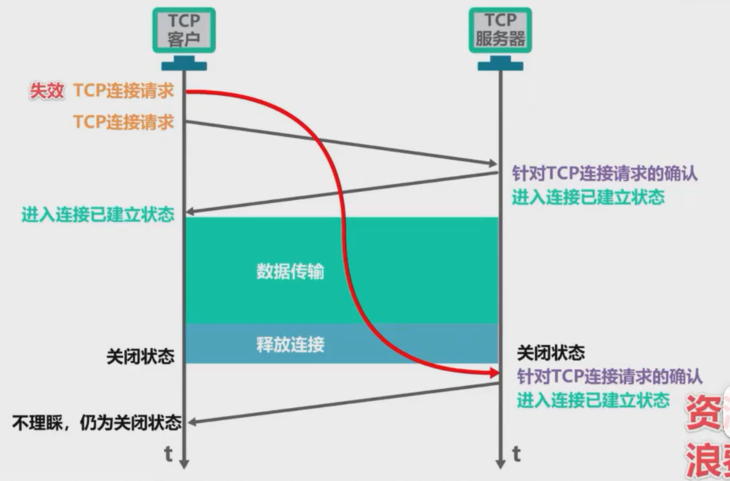 TCP
客户
TCP
服务器
失效 TCP连接请求
TCP连接请求
针对TCP连接请求的确认
进入连接已建立状态
进入连接已建立状态
数据传输
释放连接
关闭状态
关闭状态
针对TCP连接请求的确认
进入连接已建立状态
不理睬，仍为关闭状态
资
浪
t
t